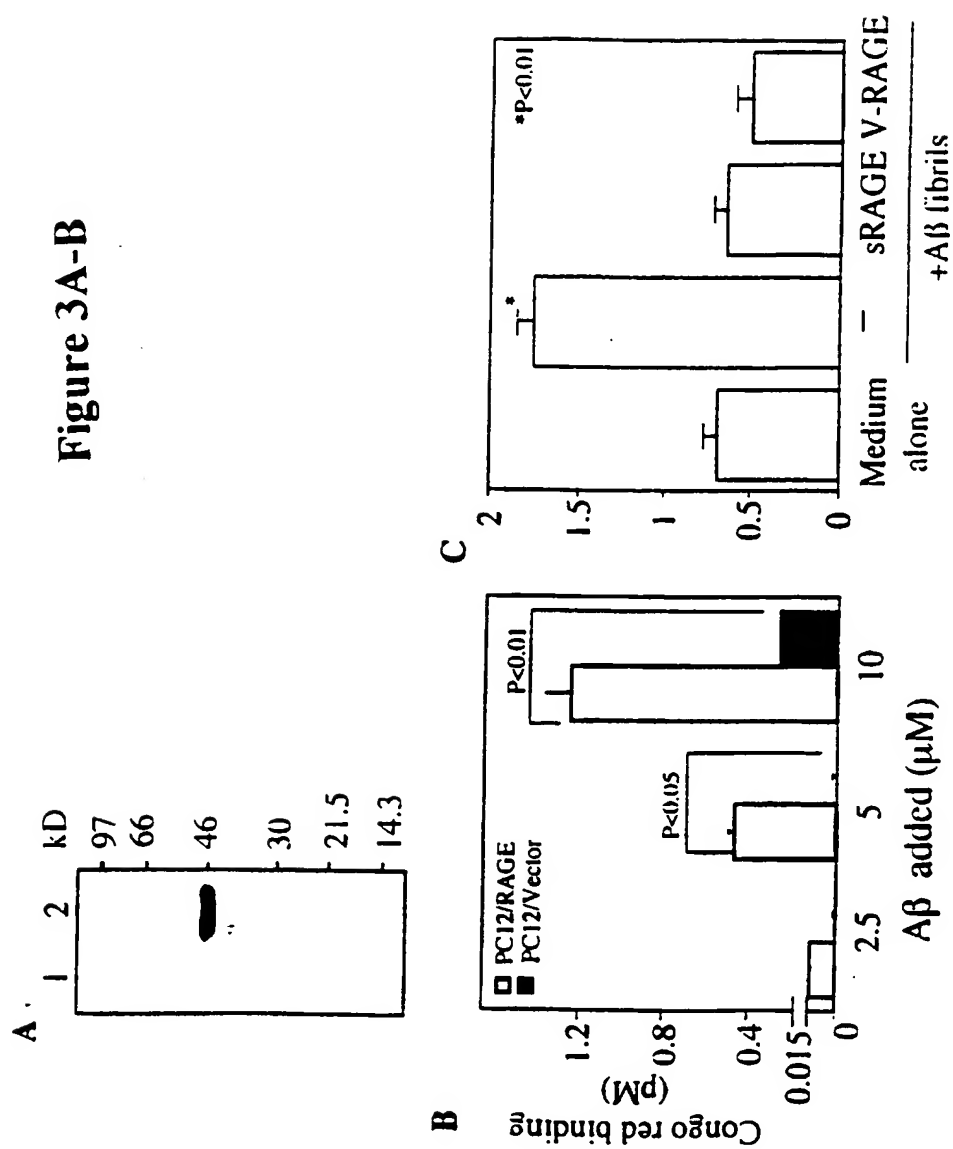 Figure 3A-B
A
1 2 kD
97
66
46
30
21.5
14.3
B
Congo red binding
(pM)
1.2
0.8
0.4
0.015
0
PC12/RAGE
PC12/Vector
P<0.05
P<0.01
2.5 5 10
Aβ added (μM)
C
2
1.5
1
0.5
0
*
*P<0.01
Medium alone
– sRAGE V-RAGE
+Aβ fibrils